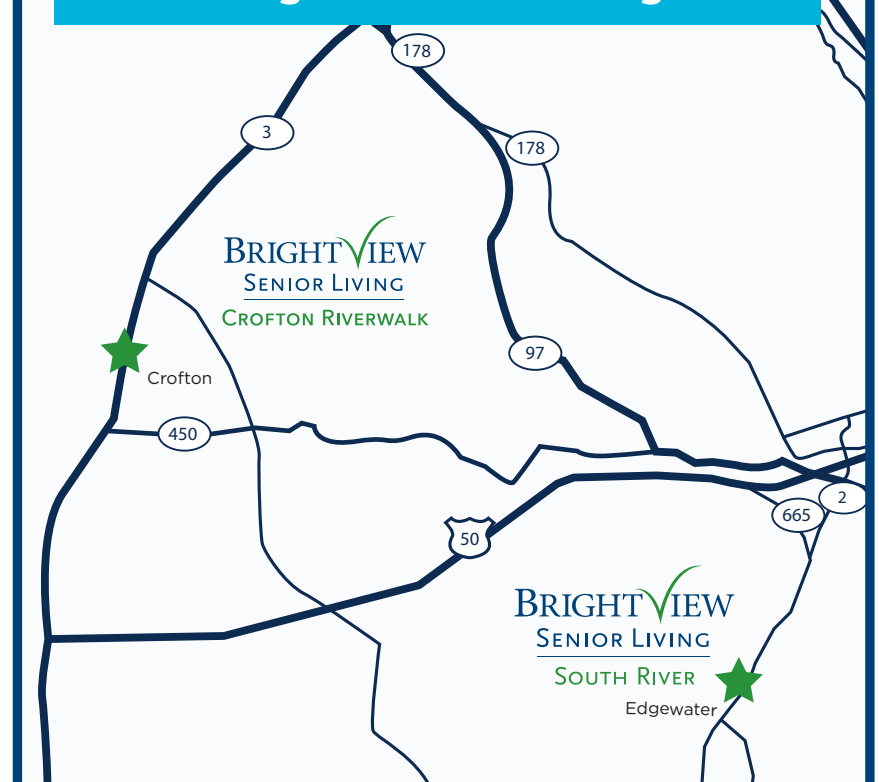 178
3
178
BRIGHTVIEW
SENIOR LIVING
CROFTON RIVERWALK
97
Crofton
450
2
665
50
BRIGHTVIEW
SENIOR LIVING
SOUTH RIVER
Edgewater